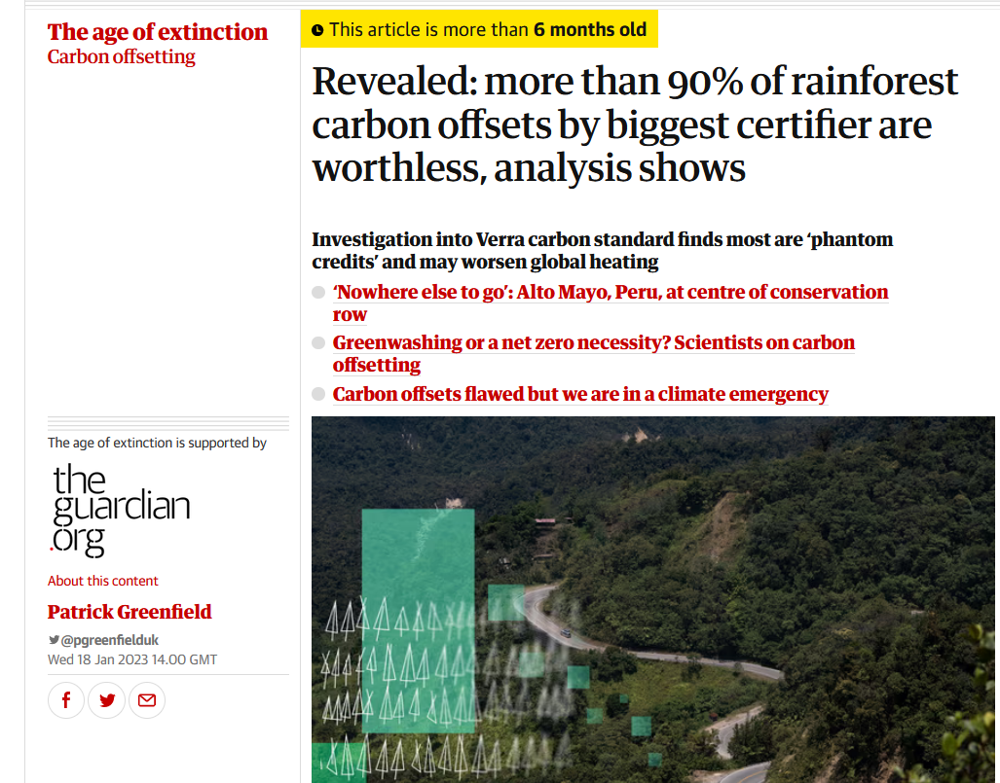 The age of extinction
Carbon offsetting
This article is more than 6 months old
Revealed: more than 90% of rainforest
carbon offsets by biggest certifier are
worthless, analysis shows
Investigation into Verra carbon standard finds most are ‘phantom
credits’ and may worsen global heating
‘Nowhere else to go’: Alto Mayo, Peru, at centre of conservation
row
Greenwashing or a net zero necessity? Scientists on carbon
offsetting
Carbon offsets flawed but we are in a climate emergency
The age of extinction is supported by
the
guardian
.org
About this content
Patrick Greenfield
@pgreenfielduk
Wed 18 Jan 2023 14.00 GMT